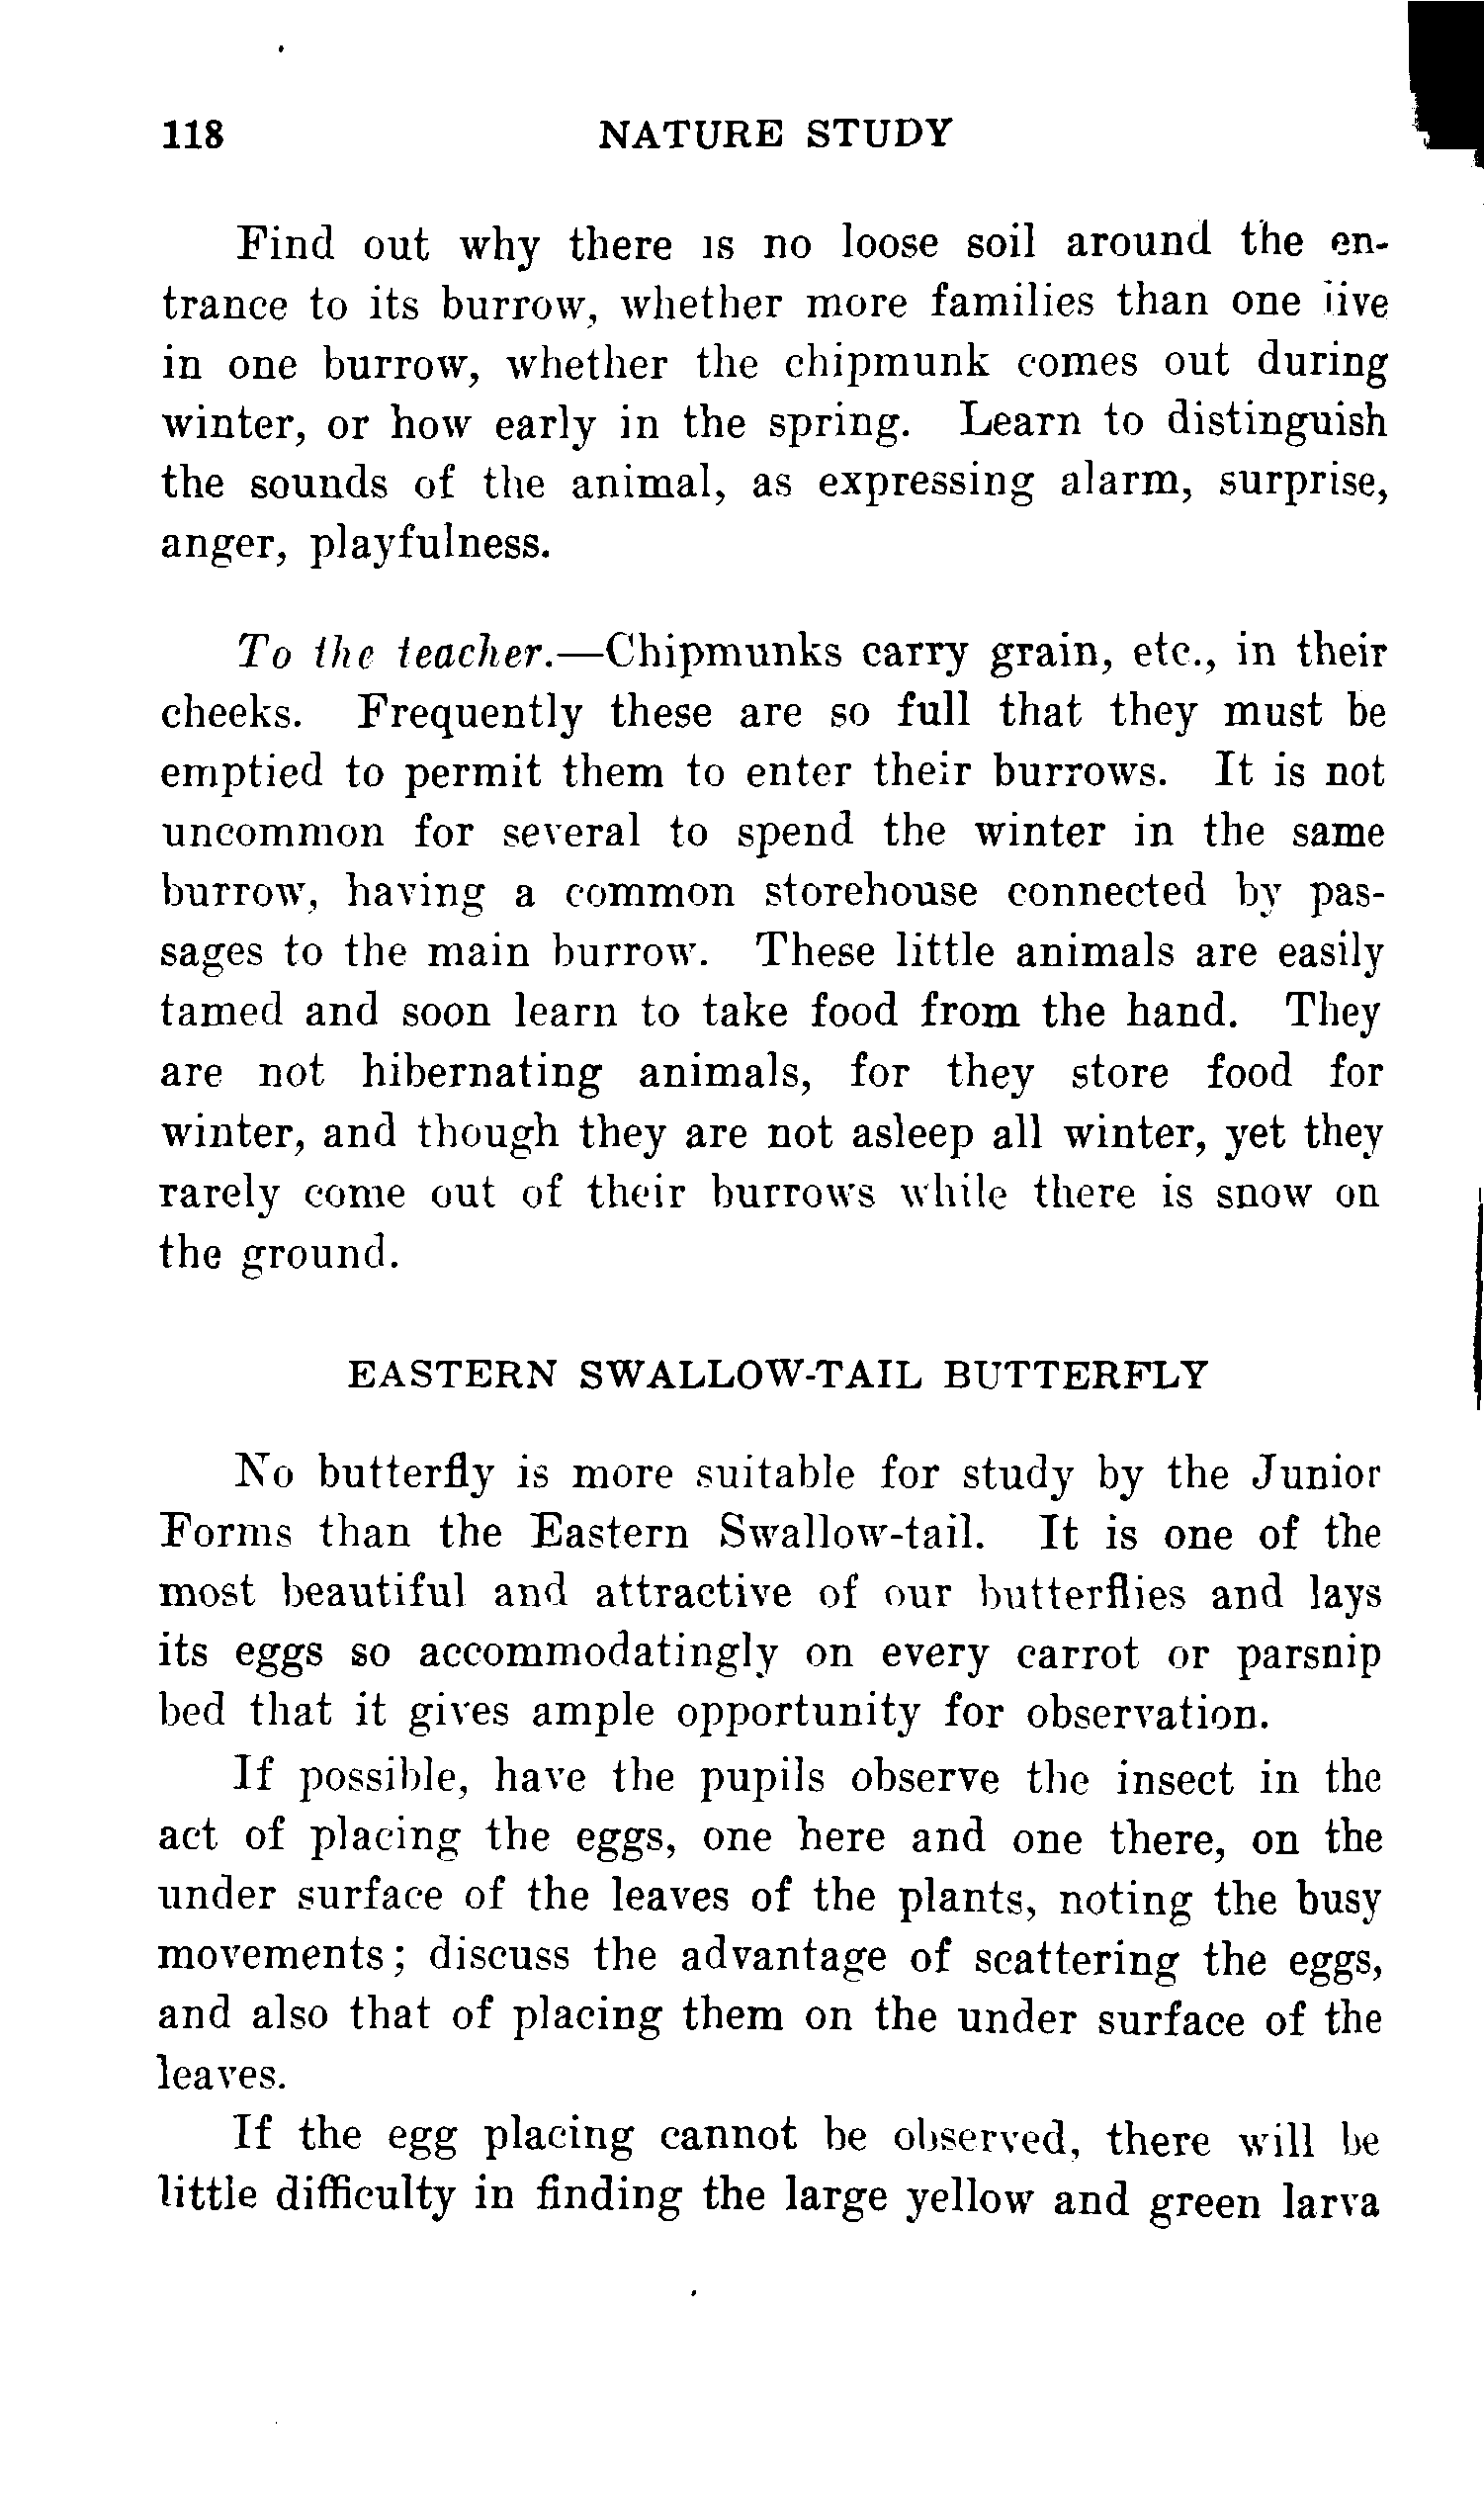 118 NATURE STUDY
Find out why there is no loose soil around the en-
trance to its burrow, whether more families than one live
in one burrow, whether the chipmunk comes out during
winter, or how early in the spring. Learn to distinguish
the sounds of the animal, as expressing alarm, surprise,
anger, playfulness.
To the teacher.—Chipmunks carry grain, etc., in their
cheeks. Frequently these are so full that they must be
emptied to permit them to enter their burrows. It is not
uncommon for several to spend the winter in the same
burrow, having a common storehouse connected by pas-
sages to the main burrow. These little animals are easily
tamed and soon learn to take food from the hand. They
are not hibernating animals, for they store food for
winter, and though they are not asleep all winter, yet they
rarely come out of their burrows while there is snow on
the ground.
EASTERN SWALLOW-TAIL BUTTERFLY
No butterfly is more suitable for study by the Junior
Forms than the Eastern Swallow-tail. It is one of the
most beautiful and attractive of our butterflies and lays
its eggs so accommodatingly on every carrot or parsnip
bed that it gives ample opportunity for observation.
If possible, have the pupils observe the insect in the
act of placing the eggs, one here and one there, on the
under surface of the leaves of the plants, noting the busy
movements; discuss the advantage of scattering the eggs,
and also that of placing them on the under surface of the
leaves.
If the egg placing cannot be observed, there will be
little difficulty in finding the large yellow and green larva